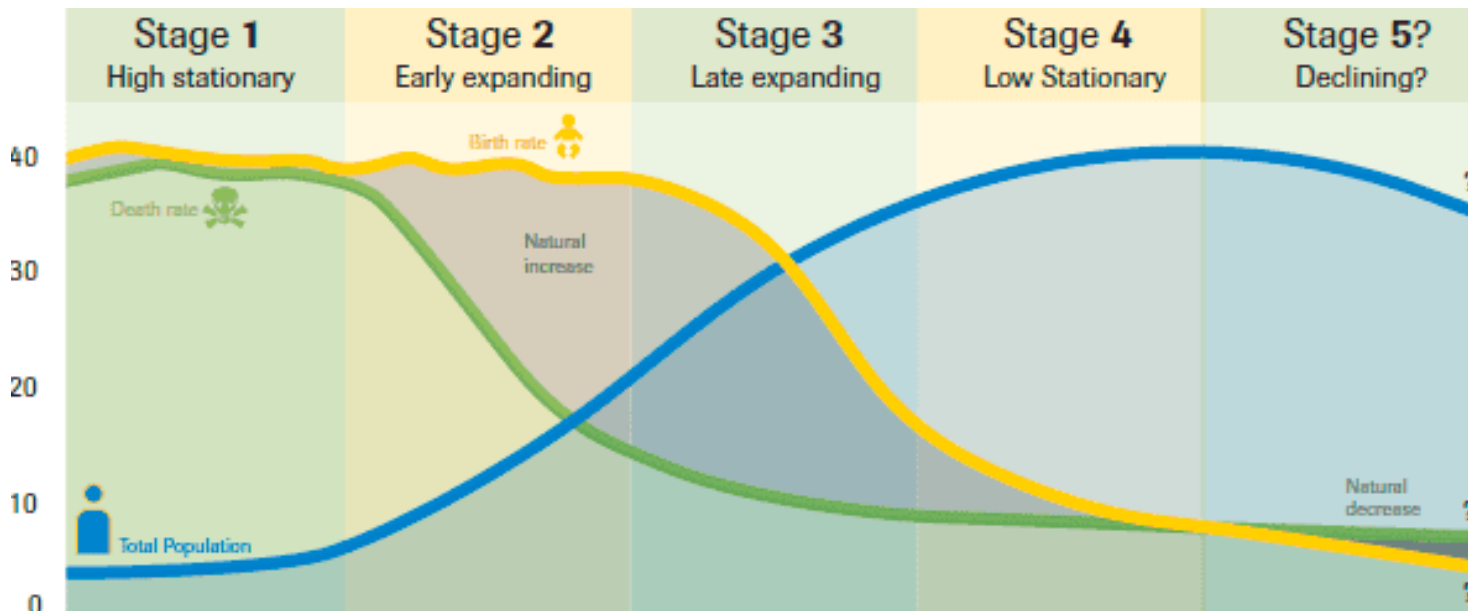 Stage 1
High stationary
Stage 2
Early expanding
Stage 3
Late expanding
Stage 4
Low Stationary
Stage 5?
Declining?
40
30
20
10
0
Birth rate
Death rate
Natural
increase
Total Population
Natural
decrease
?
?
?